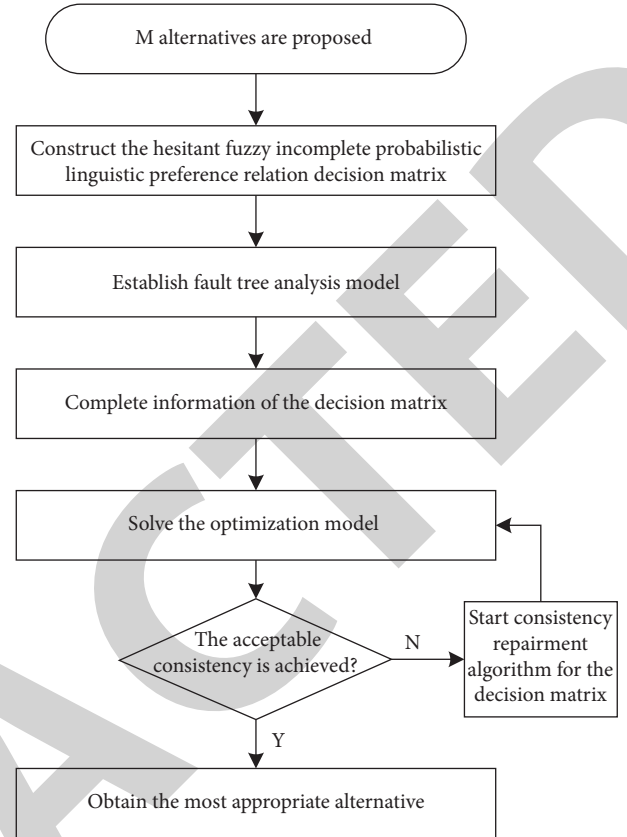 M alternatives are proposed
Construct the hesitant fuzzy incomplete probabilistic
linguistic preference relation decision matrix
Establish fault tree analysis model
Complete information of the decision matrix
Solve the optimization model
The acceptable
consistency is achieved?
N
Start consistency
repairment
algorithm for the
decision matrix
Y
Obtain the most appropriate alternative
ACTED